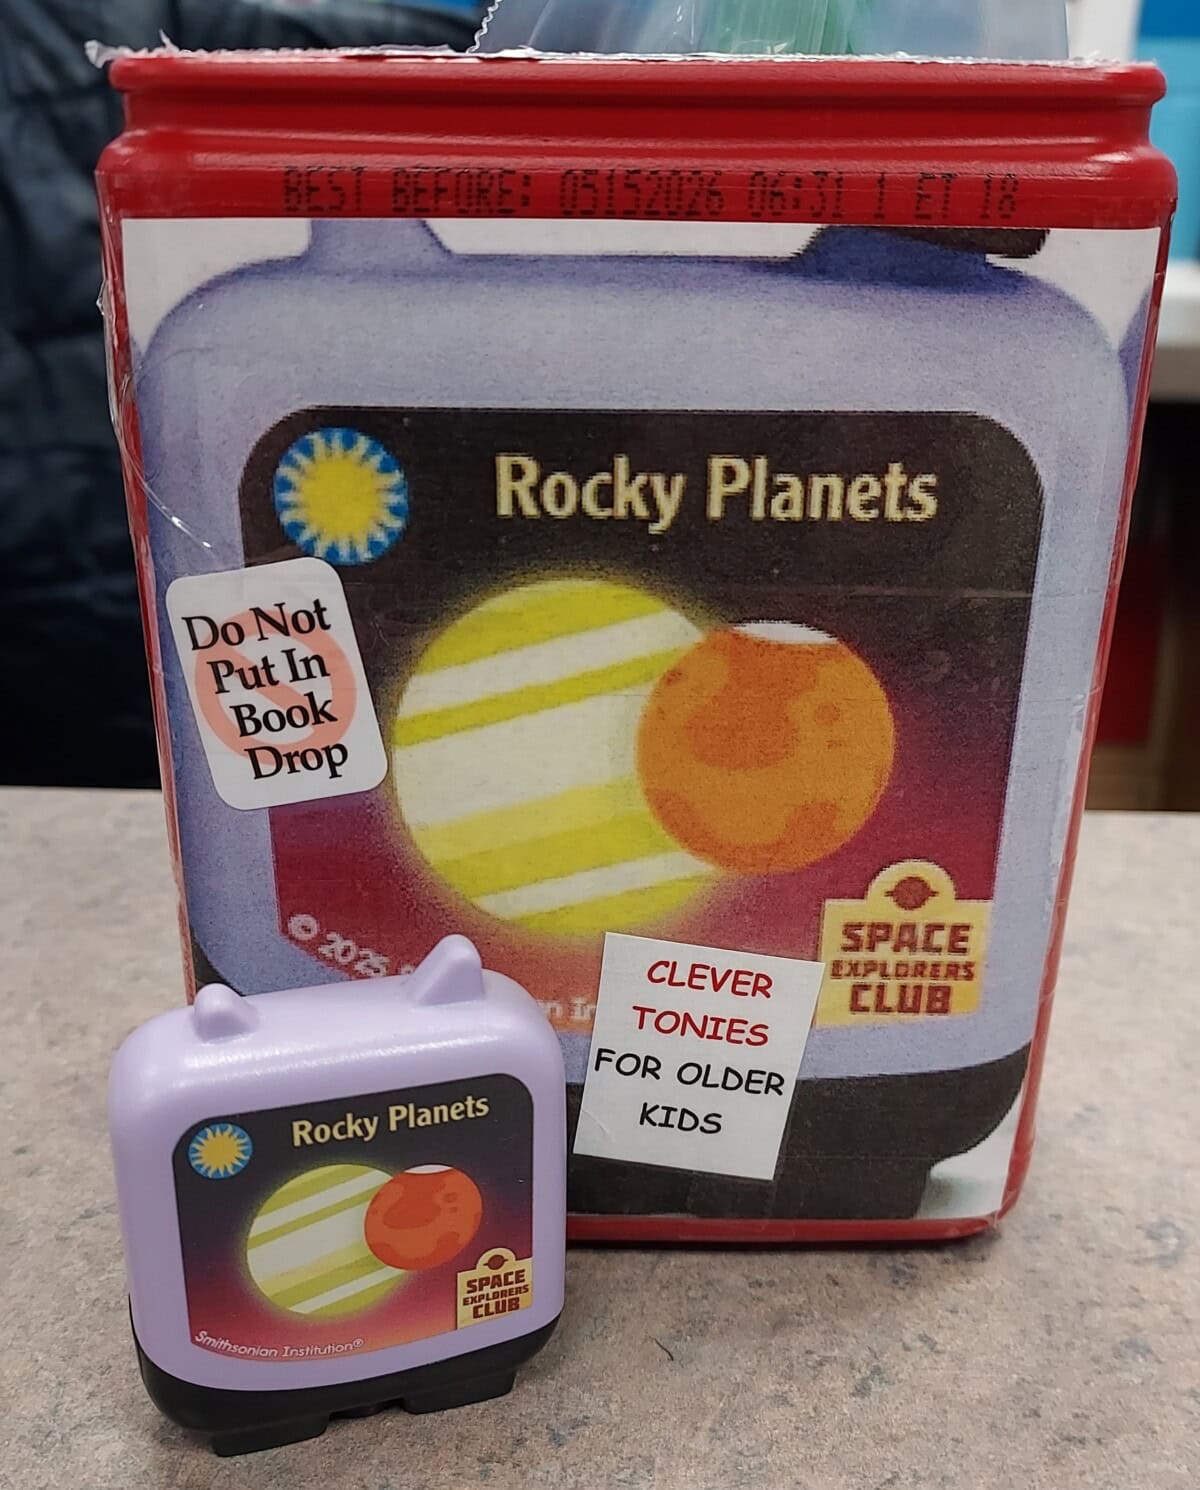 BEST BEFORE: 05152026 06:31 1 ET 18
Rocky Planets
Do Not
Put In
Book
Drop
© 2025
SPACE
EXPLORERS
CLUB
CLEVER
TONIES
FOR OLDER
KIDS
Rocky Planets
SPACE
EXPLORERS
CLUB
Smithsonian Institution®